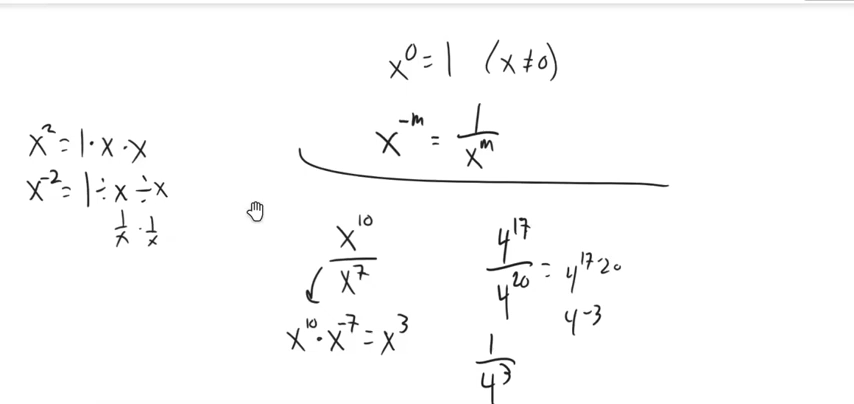 x⁰ = 1 (x ≠ 0)
x⁻ᵐ = 1/xᵐ
x² = 1 · x · x
x⁻² = 1 ÷ x ÷ x
1/x · 1/x
x¹⁰/x⁷
x¹⁰ · x⁻⁷ = x³
4¹⁷/4²⁰ = 4¹⁷⁻²⁰
4⁻³
1/4³